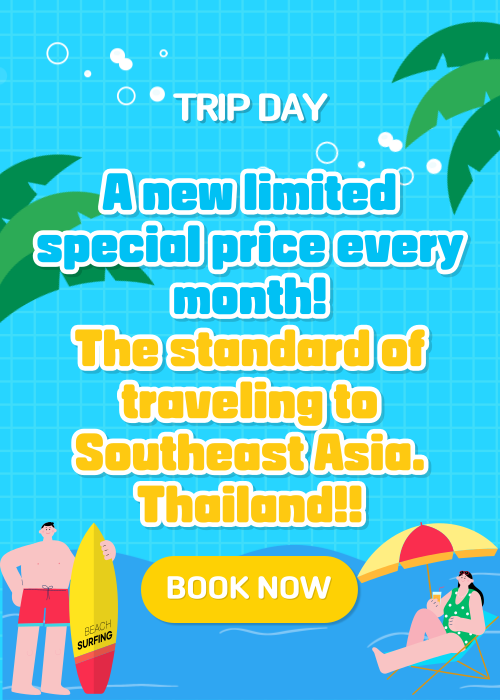 TRIP DAY
A new limited
special price every
month!
The standard of
traveling to
Southeast Asia.
Thailand!!
BOOK NOW
BEACH
SURFING